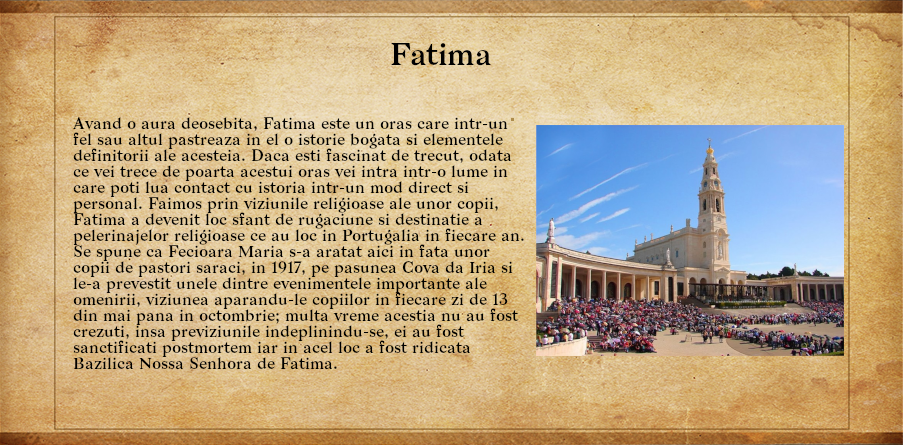 Fatima
Avand o aura deosebita, Fatima este un oras care intr-un
fel sau altul pastreaza in el o istorie bogata si elementele
definitorii ale acesteia. Daca esti fascinat de trecut, odata
ce vei trece de poarta acestui oras vei intra intr-o lume in
care poti lua contact cu istoria intr-un mod direct si
personal. Faimos prin viziunile religioase ale unor copii,
Fatima a devenit loc sfant de rugaciune si destinatie a
pelerinajelor religioase ce au loc in Portugalia in fiecare an.
Se spune ca Fecioara Maria s-a aratat aici in fata unor
copii de pastori saraci, in 1917, pe pasunea Cova da Iria si
le-a prevestit unele dintre evenimentele importante ale
omenirii, viziunea aparandu-le copiilor in fiecare zi de 13
din mai pana in octombrie; multa vreme acestia nu au fost
crezuti, insa previziunile indeplinindu-se, ei au fost
sanctificati postmortem iar in acel loc a fost ridicata
Bazilica Nossa Senhora de Fatima.